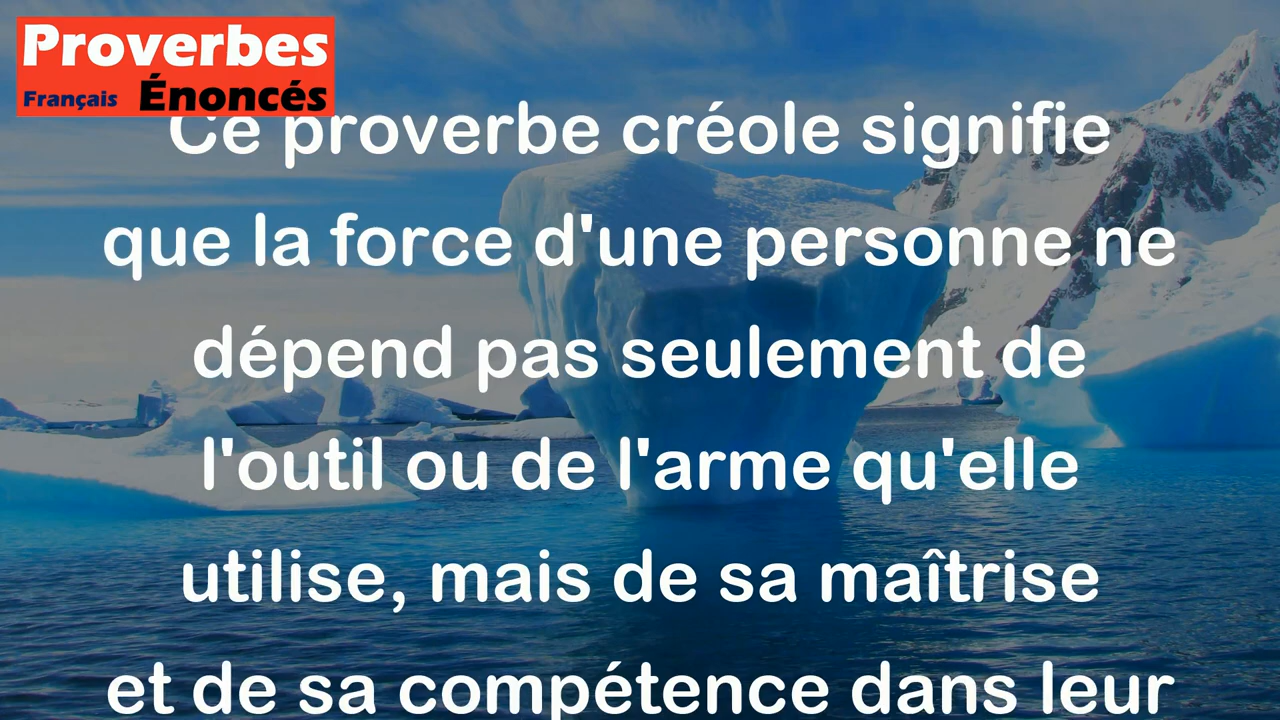 Proverbes
Français Énoncés
Ce proverbe créole signifie
que la force d'une personne ne
dépend pas seulement de
l'outil ou de l'arme qu'elle
utilise, mais de sa maîtrise
et de sa compétence dans leur